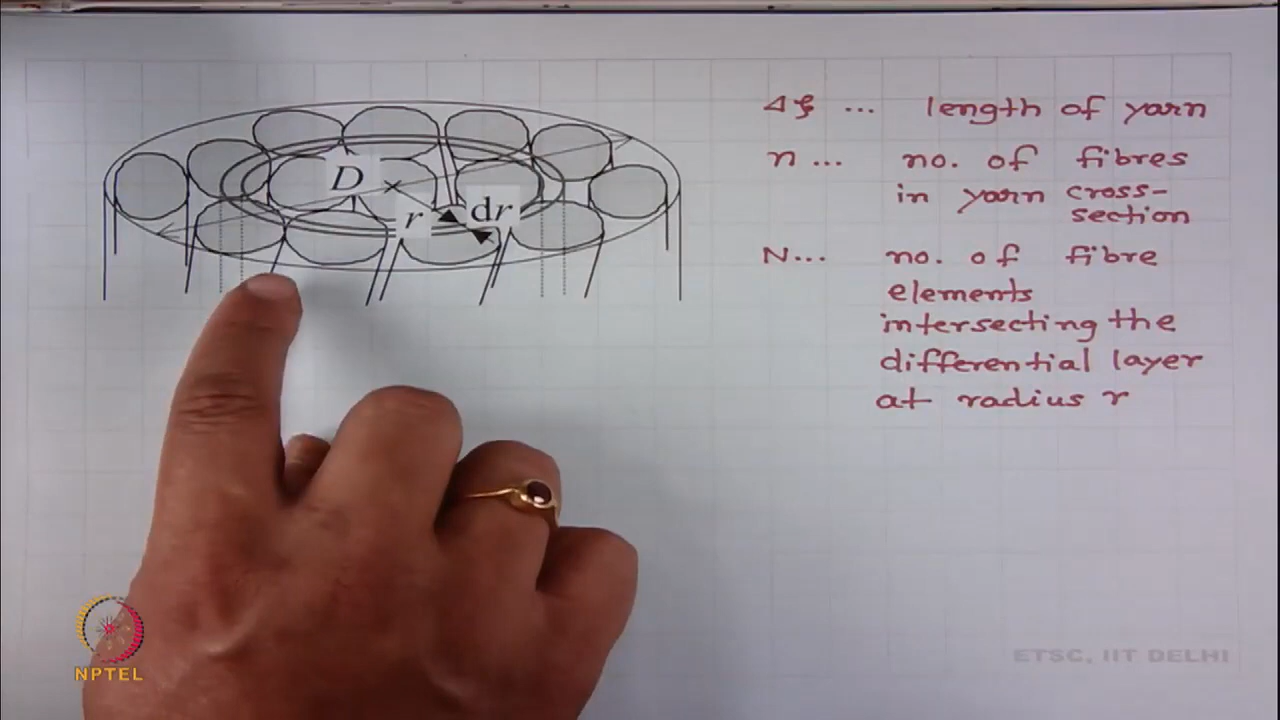 D
r
dr
Δξ ... length of yarn
n ... no. of fibres
in yarn cross-
section
N... no. of fibre
elements
intersecting the
differential layer
at radius r
NPTEL
ETSC, IIT DELHI